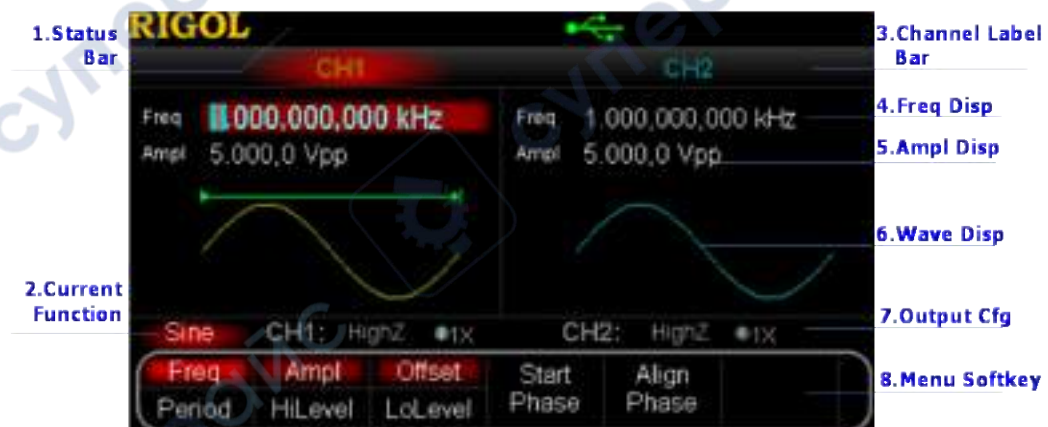 RIGOL
1.Status
Bar
3.Channel Label
Bar
CH1
CH2
Freq 1.000,000,000 kHz
Freq 1.000,000,000 kHz
4.Freq Disp
Ampl 5.000,0 Vpp
Ampl 5.000,0 Vpp
5.Ampl Disp
6.Wave Disp
2.Current
Function
Sine CH1: HighZ 1X
CH2: HighZ 1X
7.Output Cfg
Freq Ampl Offset Start Align
Period HiLevel LoLevel Phase Phase
8.Menu Softkey